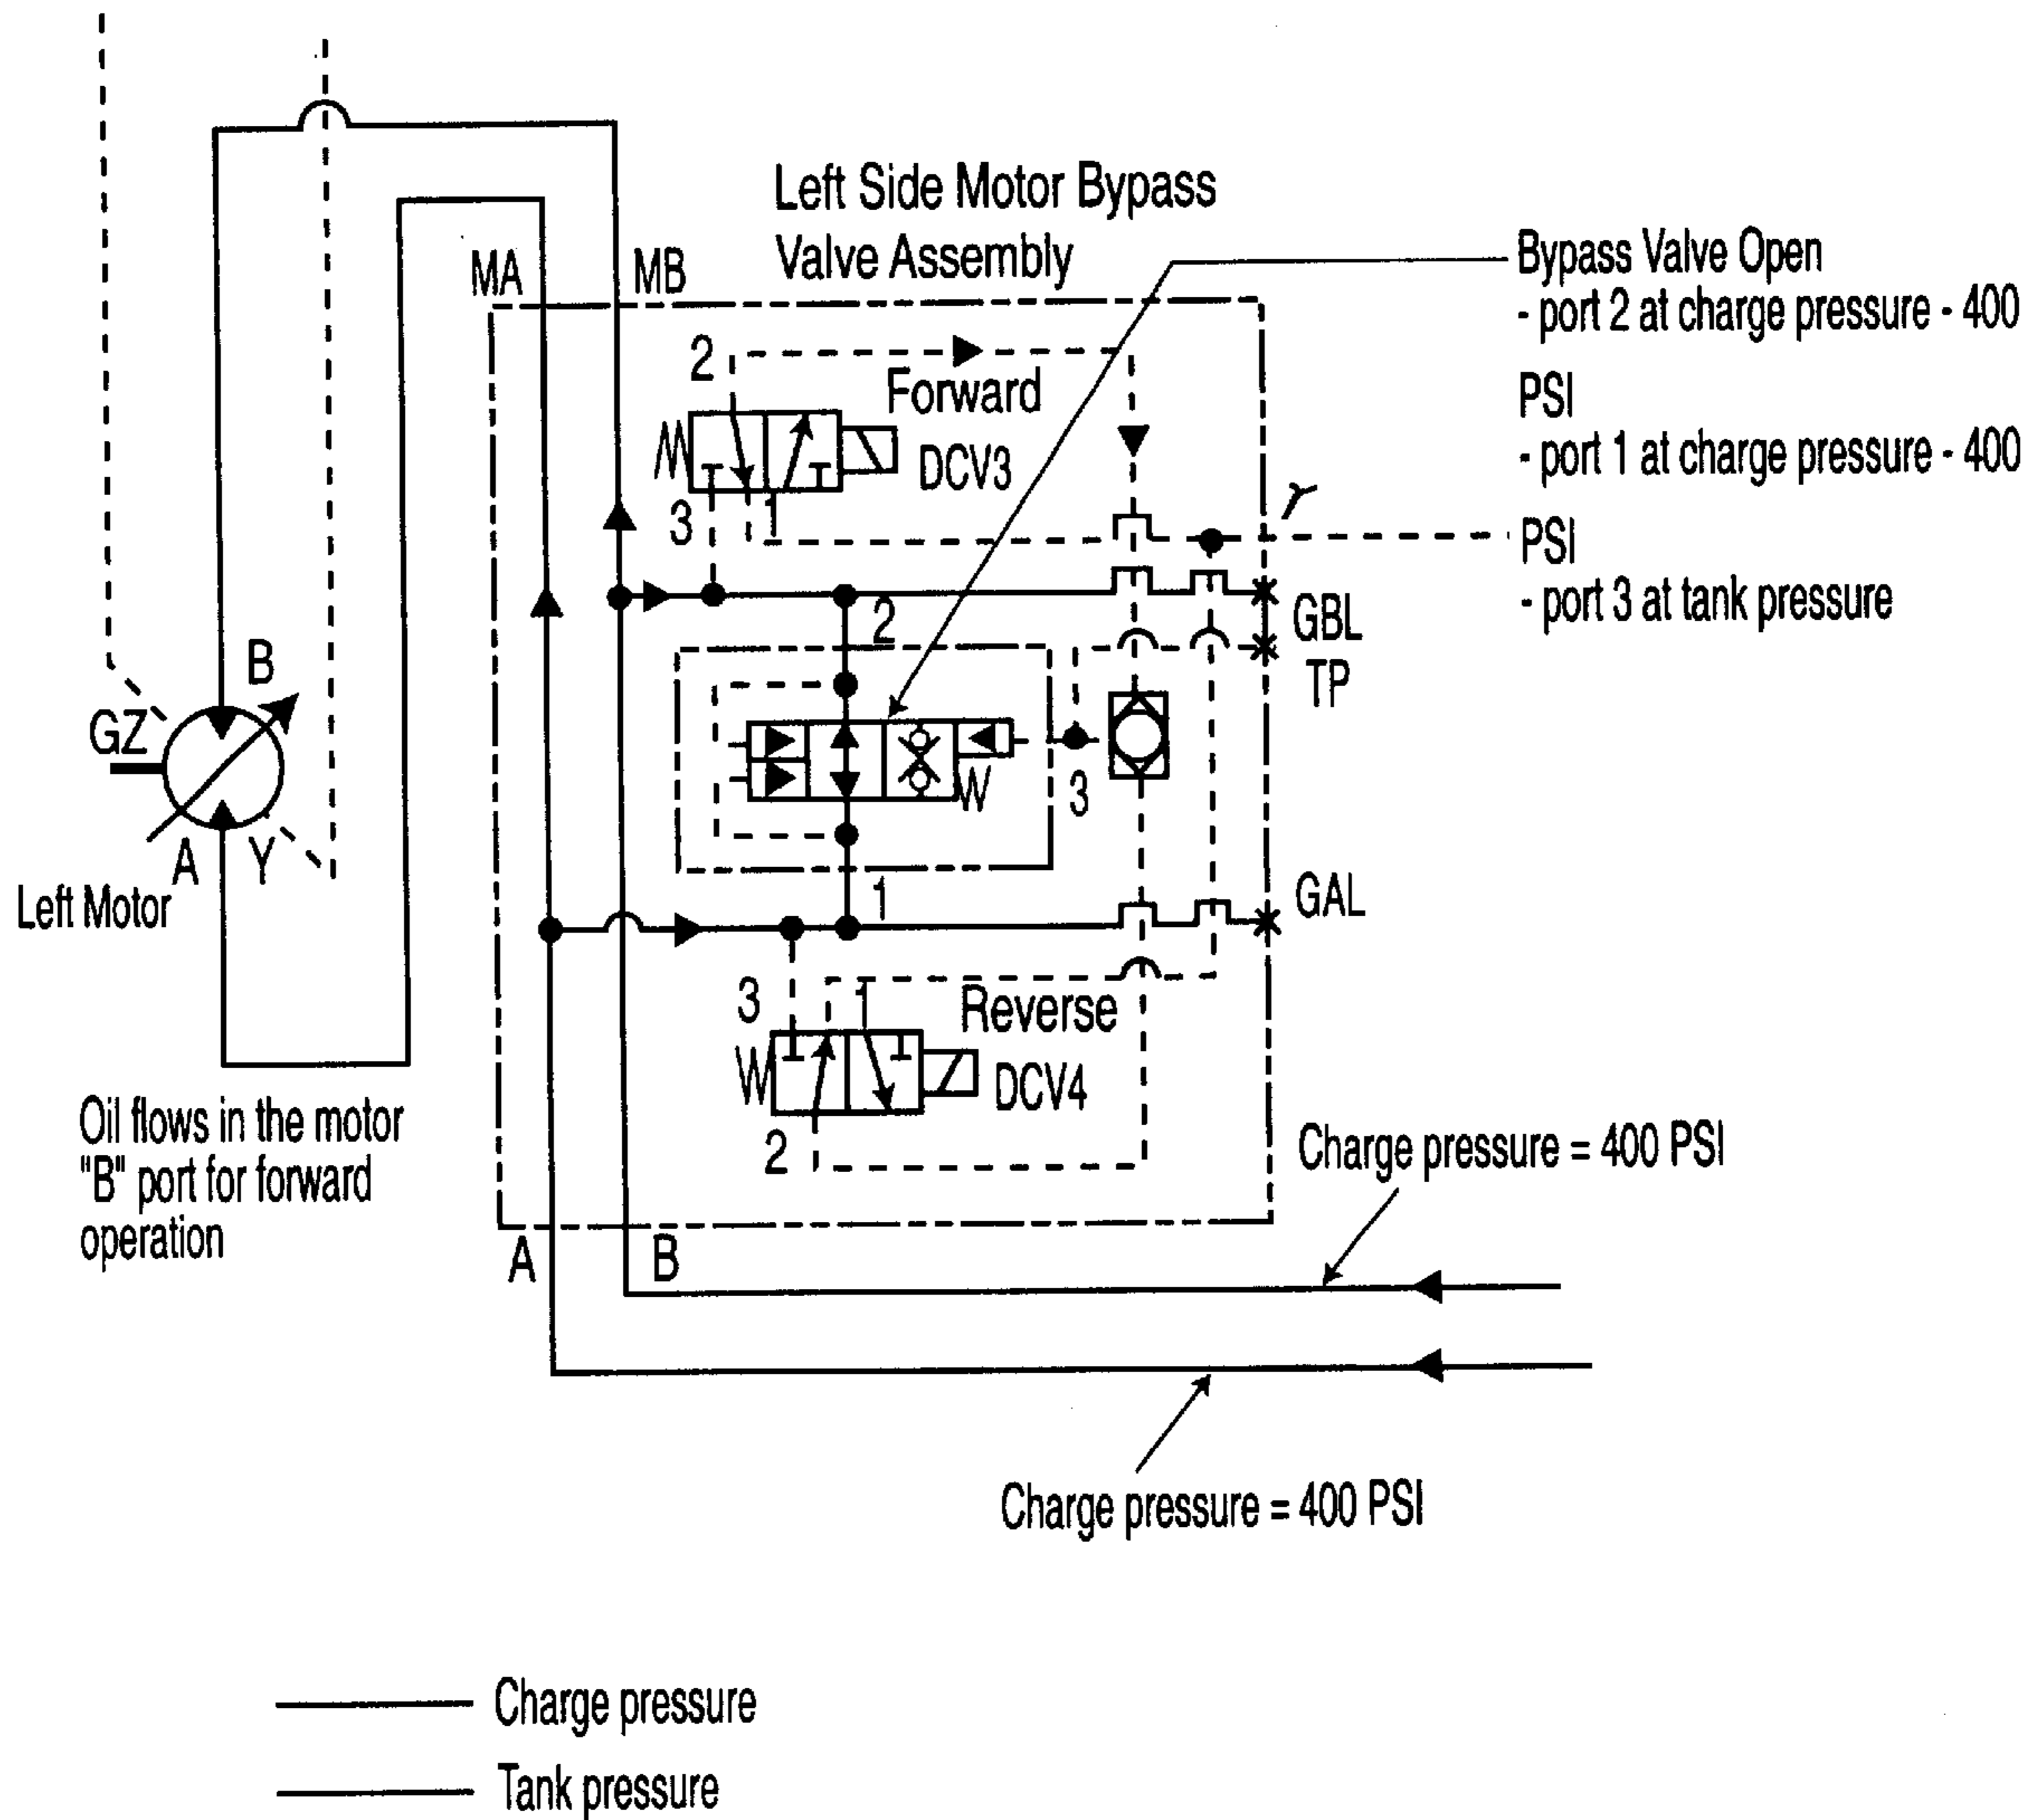 Left Side Motor Bypass
Valve Assembly
MA
MB
Bypass Valve Open
- port 2 at charge pressure - 400
PSI
- port 1 at charge pressure - 400
PSI
- port 3 at tank pressure
2
Forward
DCV3
3
1
GBL
TP
2
B
GZ
W
3
A
Y
Left Motor
1
GAL
3
1
Reverse
DCV4
2
Oil flows in the motor
"B" port for forward
operation
A
B
Charge pressure = 400 PSI
Charge pressure = 400 PSI
Charge pressure
Tank pressure